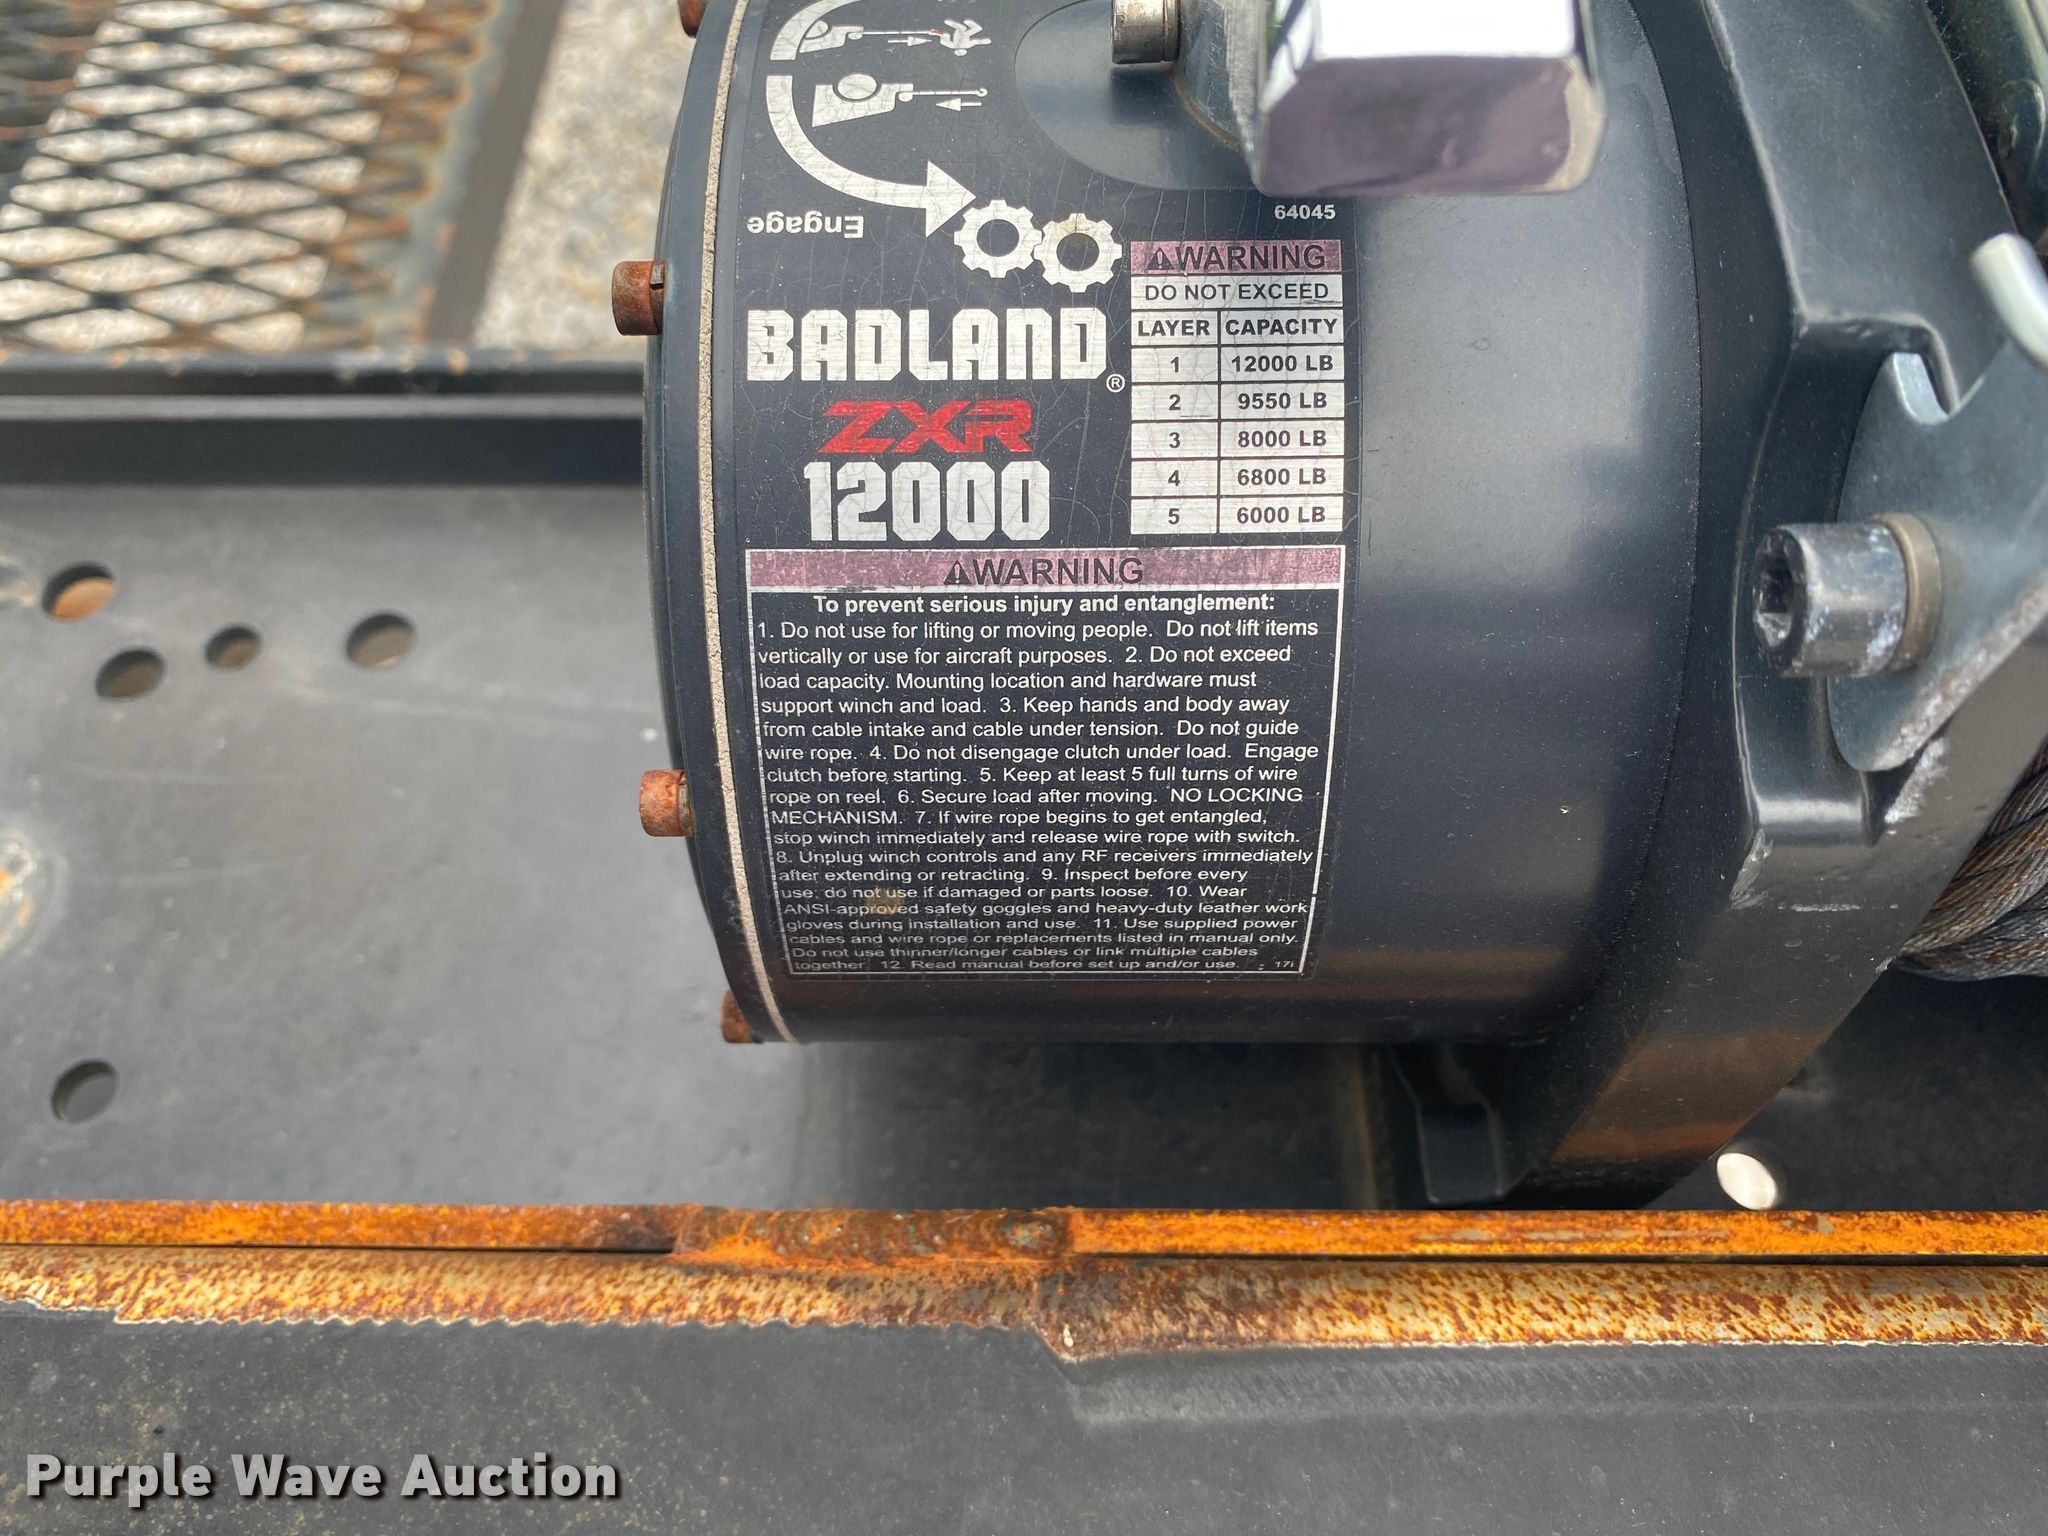 Engage
64045
BADLAND®
ZXR
12000
WARNING
DO NOT EXCEED
LAYER CAPACITY
1 12000 LB
2 9550 LB
3 8000 LB
4 6800 LB
5 6000 LB
WARNING
To prevent serious injury and entanglement:
1. Do not use for lifting or moving people. Do not lift items
vertically or use for aircraft purposes. 2. Do not exceed
load capacity. Mounting location and hardware must
support winch and load. 3. Keep hands and body away
from cable intake and cable under tension. Do not guide
wire rope. 4. Do not disengage clutch under load. Engage
clutch before starting. 5. Keep at least 5 full turns of wire
rope on reel. 6. Secure load after moving. NO LOCKING
MECHANISM. 7. If wire rope begins to get entangled,
stop winch immediately and release wire rope with switch.
8. Unplug winch controls and any RF receivers immediately
after extending or retracting. 9. Inspect before every
use; do not use if damaged or parts loose. 10. Wear
ANSI-approved safety goggles and heavy-duty leather work
gloves during installation and use. 11. Use supplied power
cables and wire rope or replacements listed in manual only.
Do not use thinner/longer cables or link multiple cables
together. 12. Read manual before set up and/or use. 17i
Purple Wave Auction